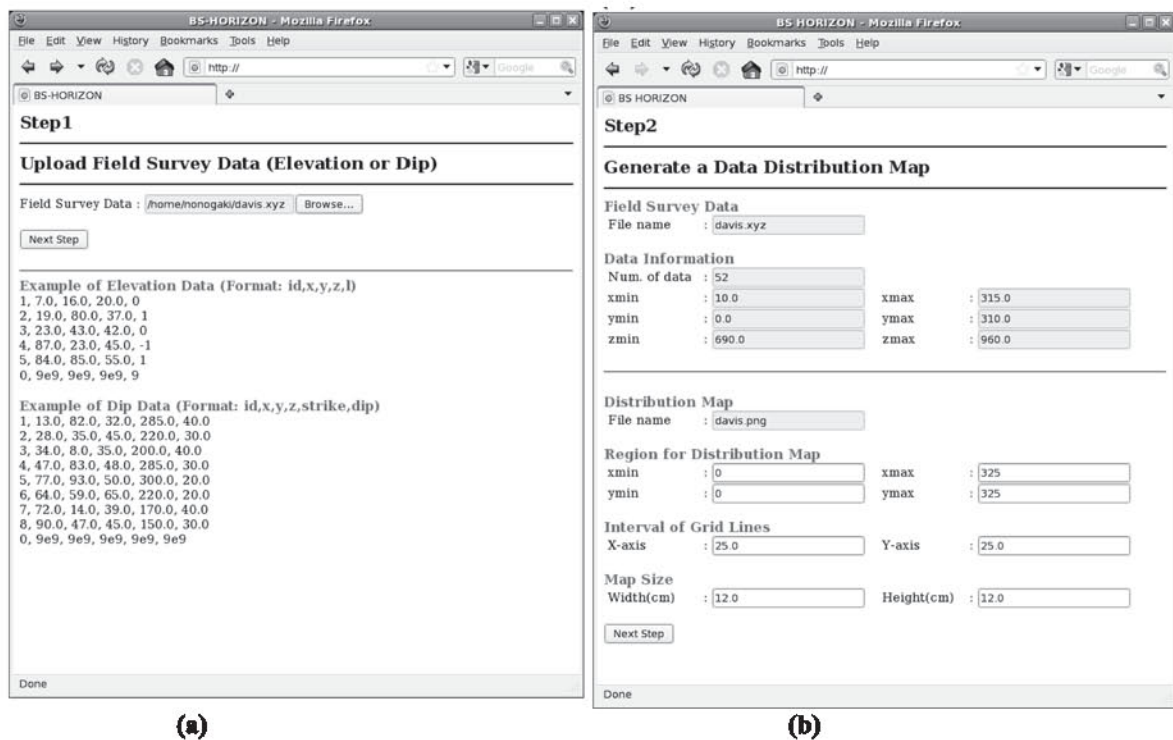 BS-HORIZON - Mozilla Firefox
File Edit View History Bookmarks Tools Help
http://
Google
BS-HORIZON
Step1
Upload Field Survey Data (Elevation or Dip)
Field Survey Data : /home/nonogaki/davis.xyz Browse...
Next Step
Example of Elevation Data (Format: id,x,y,z,l)
1, 7.0, 16.0, 20.0, 0
2, 19.0, 80.0, 37.0, 1
3, 23.0, 43.0, 42.0, 0
4, 87.0, 23.0, 45.0, -1
5, 84.0, 85.0, 55.0, 1
0, 9e9, 9e9, 9e9, 9
Example of Dip Data (Format: id,x,y,z,strike,dip)
1, 13.0, 82.0, 32.0, 285.0, 40.0
2, 28.0, 35.0, 45.0, 220.0, 30.0
3, 34.0, 8.0, 35.0, 200.0, 40.0
4, 47.0, 83.0, 48.0, 285.0, 30.0
5, 77.0, 93.0, 50.0, 300.0, 20.0
6, 64.0, 59.0, 65.0, 220.0, 20.0
7, 72.0, 14.0, 39.0, 170.0, 40.0
8, 90.0, 47.0, 45.0, 150.0, 30.0
0, 9e9, 9e9, 9e9, 9e9, 9e9
Done
(a)
BS HORIZON - Mozilla Firefox
File Edit View History Bookmarks Tools Help
http://
Google
BS HORIZON
Step2
Generate a Data Distribution Map
Field Survey Data
File name : davis.xyz
Data Information
Num. of data : 52
xmin : 10.0 xmax : 315.0
ymin : 0.0 ymax : 310.0
zmin : 690.0 zmax : 960.0
Distribution Map
File name : davis.png
Region for Distribution Map
xmin : 0 xmax : 325
ymin : 0 ymax : 325
Interval of Grid Lines
X-axis : 25.0 Y-axis : 25.0
Map Size
Width(cm) : 12.0 Height(cm) : 12.0
Next Step
Done
(b)